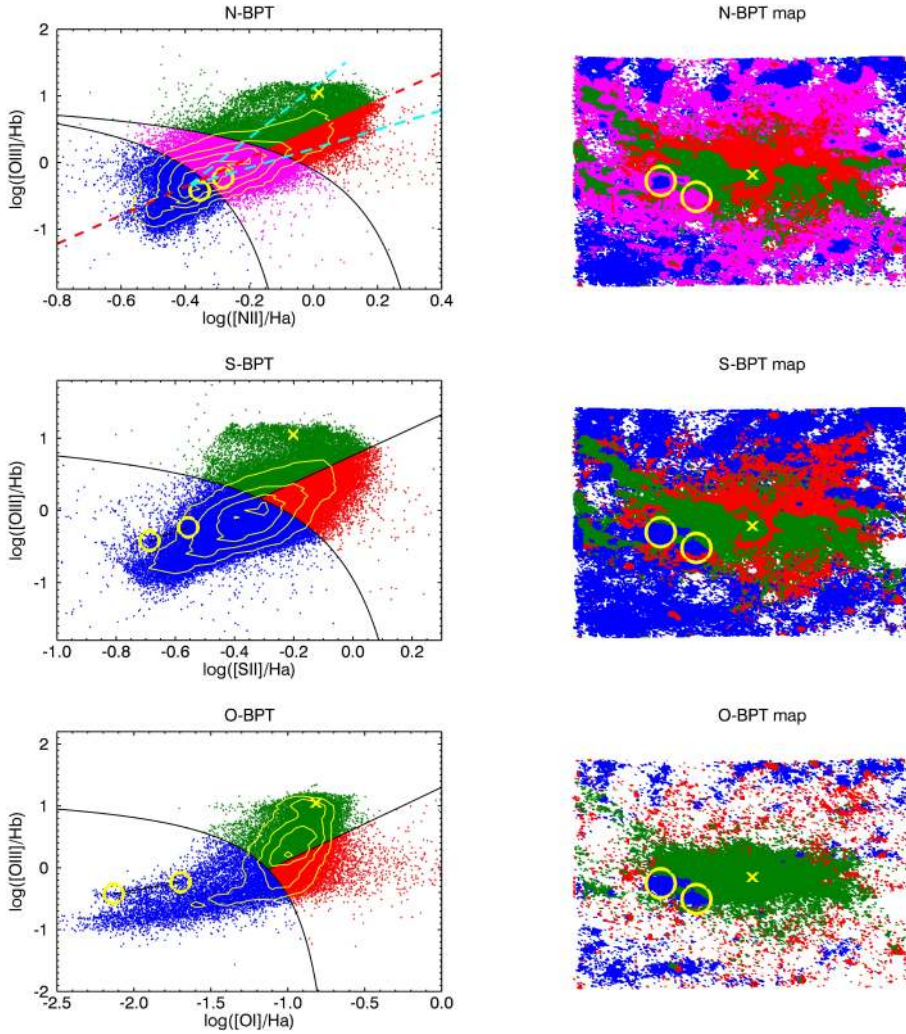 N-BPT
N-BPT map
2
1
0
-1
log([OIII]/Hb)
-0.8 -0.6 -0.4 -0.2 0.0 0.2 0.4
log([NII]/Ha)
S-BPT
S-BPT map
1
0
-1
log([OIII]/Hb)
-1.0 -0.8 -0.6 -0.4 -0.2 0.0 0.2
log([SII]/Ha)
O-BPT
O-BPT map
2
1
0
-1
-2
log([OIII]/Hb)
-2.5 -2.0 -1.5 -1.0 -0.5 0.0
log([OI]/Ha)